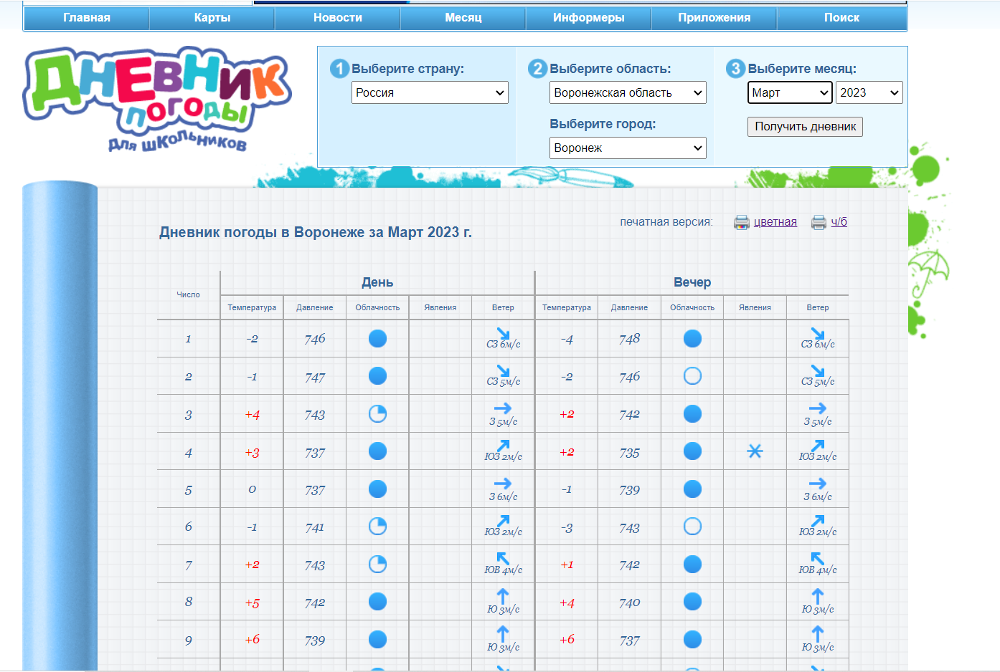 Главная Карты Новости Месяц Информеры Приложения Поиск
ДНЕВНИК
ПОГОДЫ
ДЛЯ ШКОЛЬНИКОВ
1 Выберите страну: 2 Выберите область: 3 Выберите месяц:
Россия Воронежская область Март 2023
Выберите город: Получить дневник
Воронеж
печатная версия: цветная ч/б
Дневник погоды в Воронеже за Март 2023 г.
Число День Вечер
Температура Давление Облачность Явления Ветер Температура Давление Облачность Явления Ветер
1 -2 746 СЗ 6м/с -4 748 СЗ 6м/с
2 -1 747 СЗ 5м/с -2 746 СЗ 5м/с
3 +4 743 З 5м/с +2 742 З 5м/с
4 +3 737 ЮЗ 2м/с +2 735 ЮЗ 2м/с
5 0 737 З 6м/с -1 739 З 6м/с
6 -1 741 ЮЗ 2м/с -3 743 ЮЗ 2м/с
7 +2 743 ЮВ 4м/с +1 742 ЮВ 4м/с
8 +5 742 Ю 3м/с +4 740 Ю 3м/с
9 +6 739 Ю 3м/с +6 737 Ю 3м/с